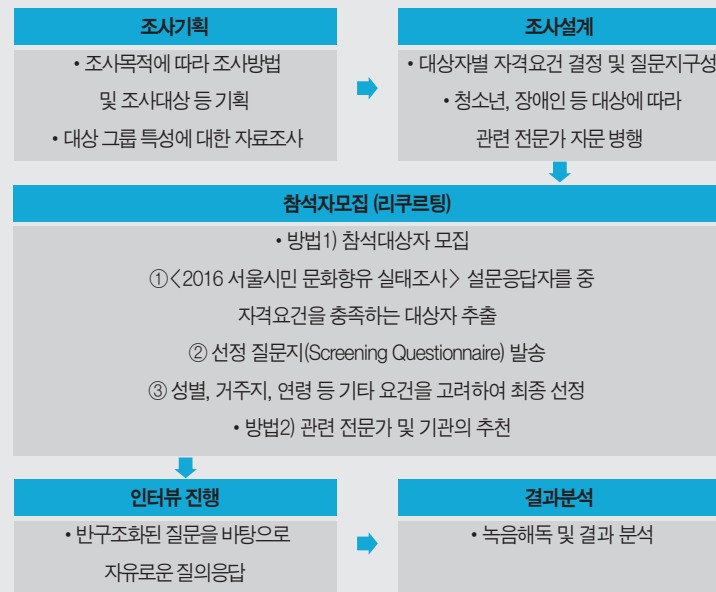 조사기획
• 조사목적에 따라 조사방법
및 조사대상 등 기획
• 대상 그룹 특성에 대한 자료조사
조사설계
• 대상자별 자격요건 결정 및 질문지구성
• 청소년, 장애인 등 대상에 따라
관련 전문가 자문 병행
참석자모집 (리쿠르팅)
• 방법1) 참석대상자 모집
①〈2016 서울시민 문화향유 실태조사〉 설문응답자를 중
자격요건을 충족하는 대상자 추출
② 선정 질문지(Screening Questionnaire) 발송
③ 성별, 거주지, 연령 등 기타 요건을 고려하여 최종 선정
• 방법2) 관련 전문가 및 기관의 추천
인터뷰 진행
• 반구조화된 질문을 바탕으로
자유로운 질의응답
결과분석
• 녹음해독 및 결과 분석